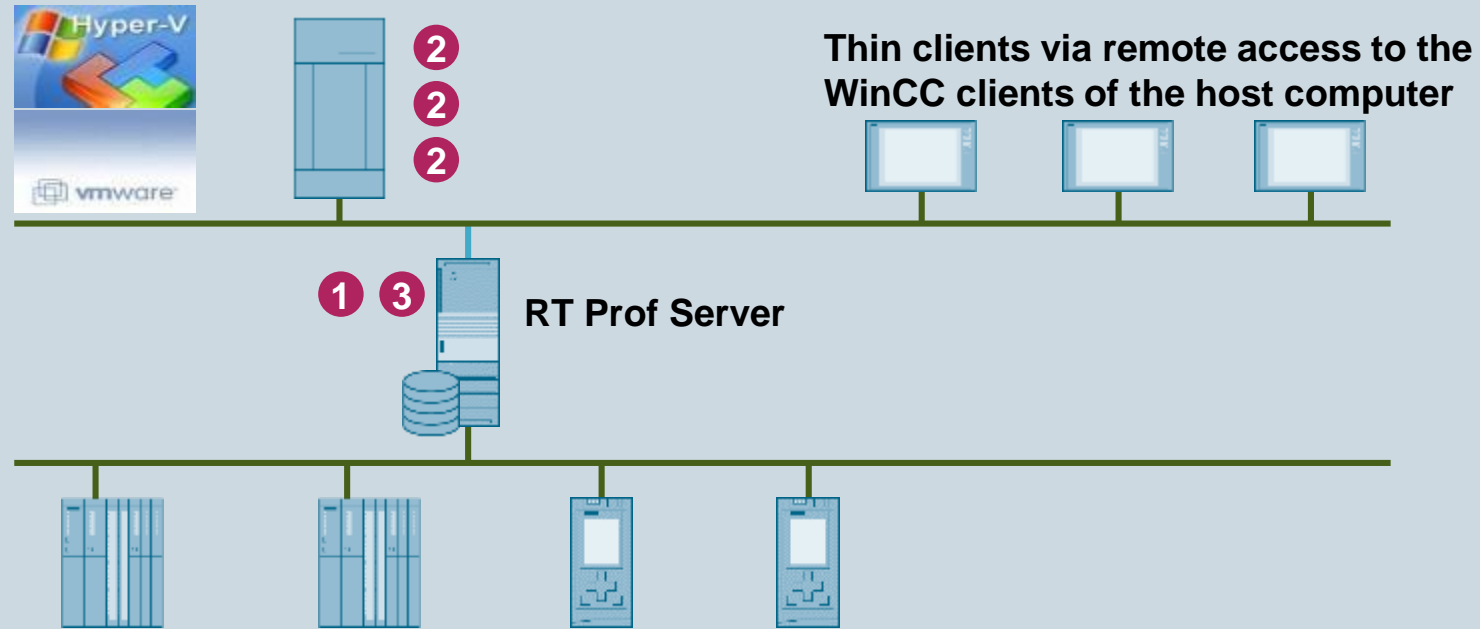 Hyper-V
vmware
2
2
2
Thin clients via remote access to the
WinCC clients of the host computer
1 3
RT Prof Server